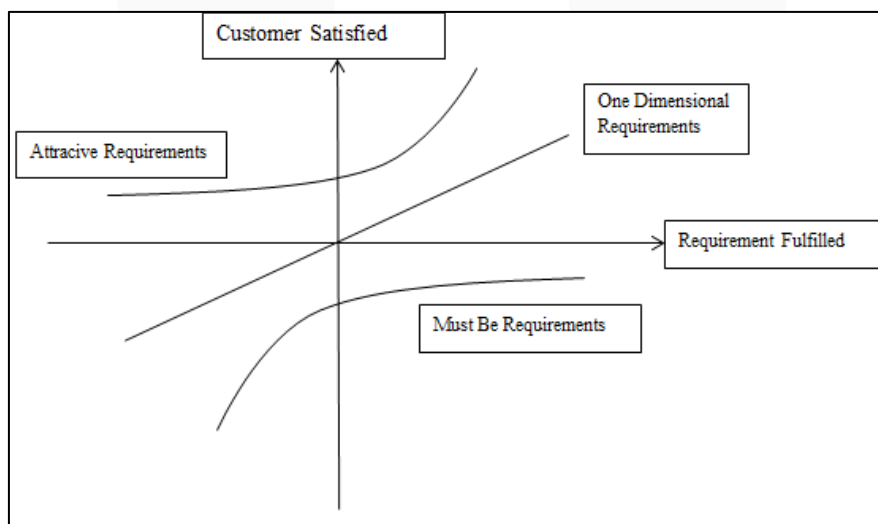 Customer Satisfied
One Dimensional
Requirements
Attracive Requirements
Requirement Fulfilled
Must Be Requirements